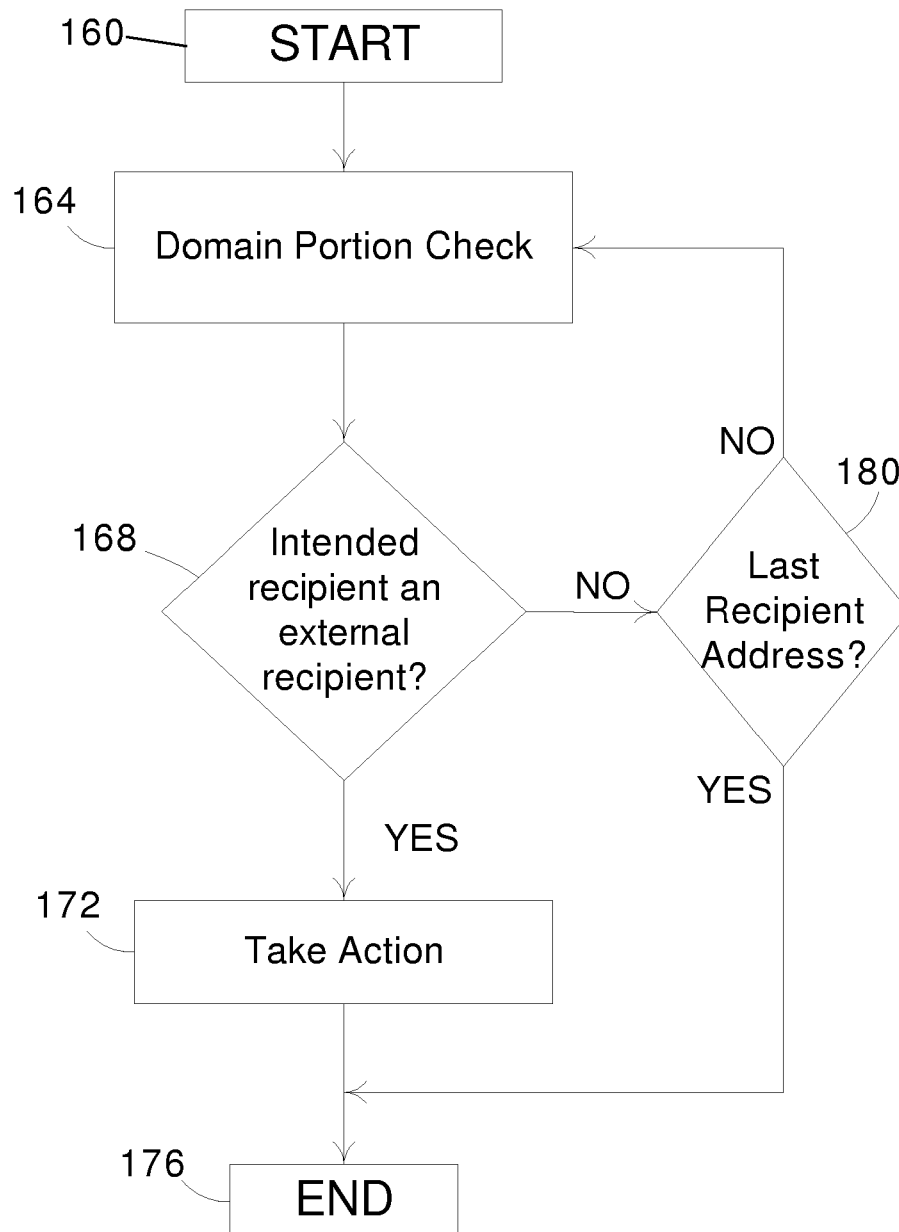 160
START
164
Domain Portion Check
NO
180
168
Intended
recipient an
external
recipient?
NO
Last
Recipient
Address?
YES
YES
172
Take Action
176
END